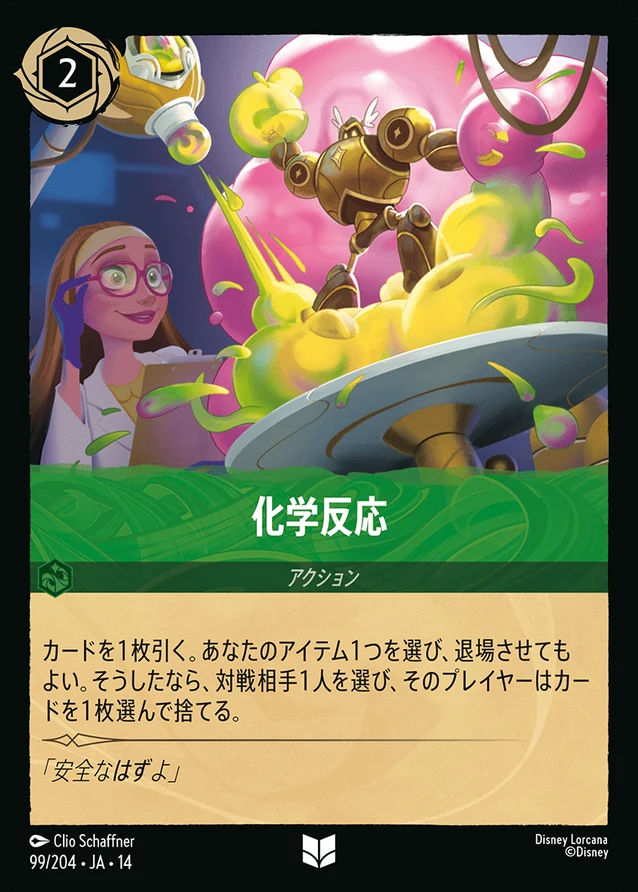 2
化学反応
アクション
カードを1枚引く。あなたのアイテム1つを選び、退場させても
よい。そうしたなら、対戦相手1人を選び、そのプレイヤーはカー
ドを1枚選んで捨てる。
「安全なはずよ」
Clio Schaffner
99/204 • JA • 14
Disney Lorcana
©Disney